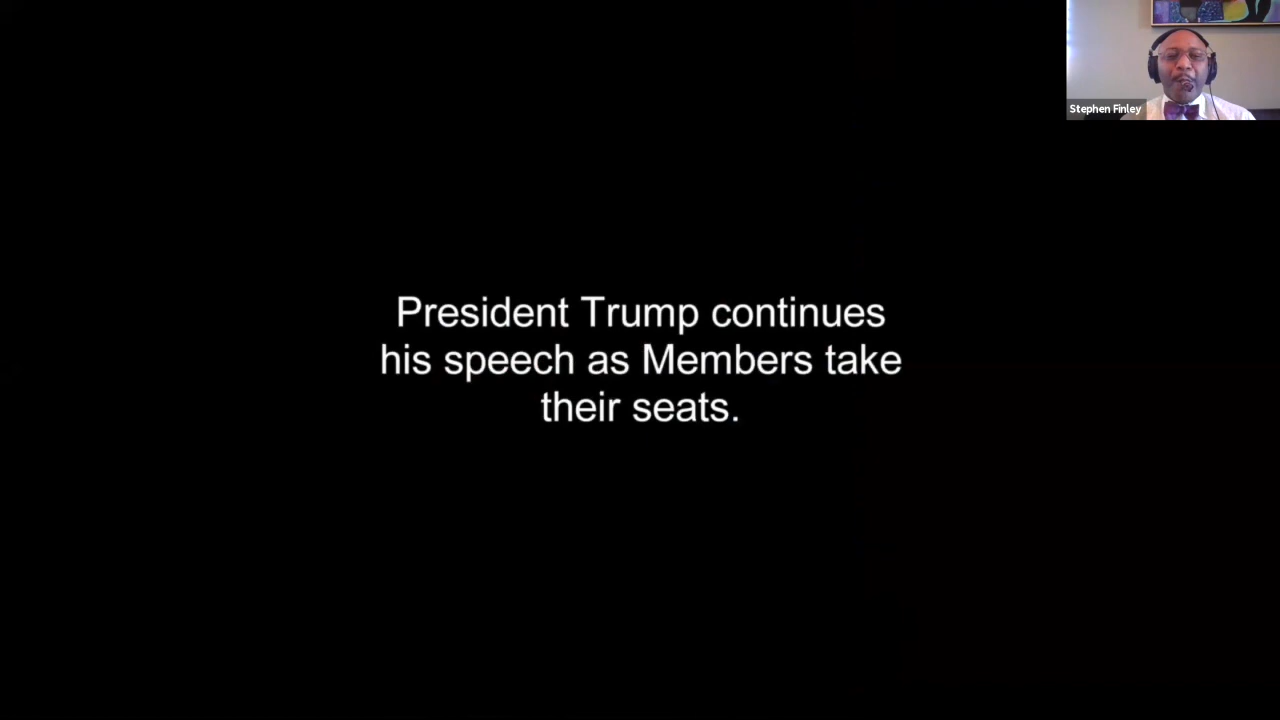 Stephen Finley
President Trump continues
his speech as Members take
their seats.